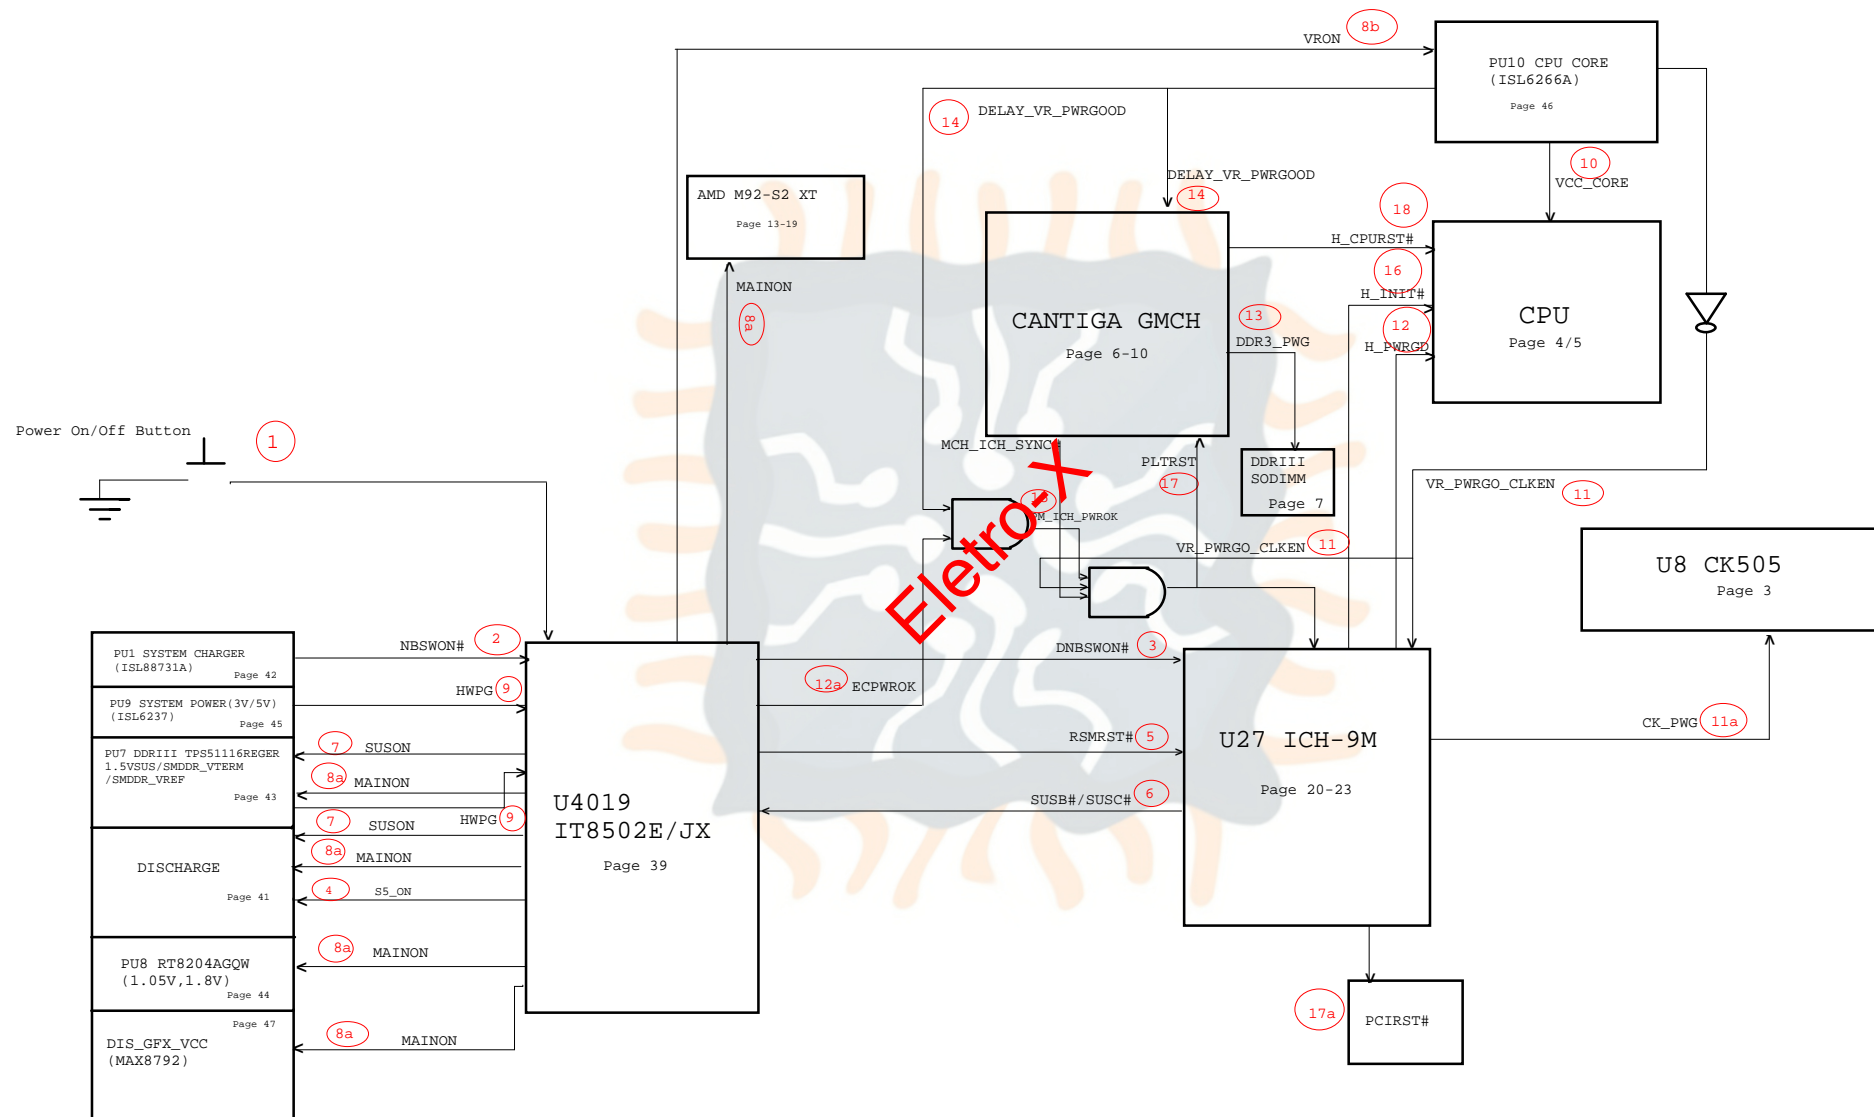 VRON
8b
PU10 CPU CORE
(ISL6266A)
Page 46
14
DELAY_VR_PWRGOOD
10
VCC_CORE
AMD M92-S2 XT
Page 13-19
DELAY_VR_PWRGOOD
14
18
H_CPURST#
16
H_INIT#
12
H_PWRGD
MAINON
8a
CANTIGA GMCH
Page 6-10
13
DDR3_PWG
CPU
Page 4/5
Power On/Off Button
1
MCH_ICH_SYNC#
PLTRST
17
DDRIII
SODIMM
Page 7
VR_PWRGO_CLKEN
11
PM_ICH_PWROK
Eletro-X
VR_PWRGO_CLKEN
11
U8 CK505
Page 3
PU1 SYSTEM CHARGER
(ISL88731A)
Page 42
NBSWON#
2
DNBSWON#
3
PU9 SYSTEM POWER(3V/5V)
(ISL6237)
Page 45
HWPG
9
12a
ECPWROK
CK_PWG
11a
PU7 DDRIII TPS51116REGER
1.5VSUS/SMDDR_VTERM
/SMDDR_VREF
Page 43
7
SUSON
8a
MAINON
HWPG
9
U4019
IT8502E/JX
Page 39
RSMRST#
5
SUSB#/SUSC#
6
U27 ICH-9M
Page 20-23
7
SUSON
8a
MAINON
4
S5_ON
DISCHARGE
Page 41
PU8 RT8204AGQW
(1.05V,1.8V)
Page 44
8a
MAINON
Page 47
DIS_GFX_VCC
(MAX8792)
8a
MAINON
17a
PCIRST#